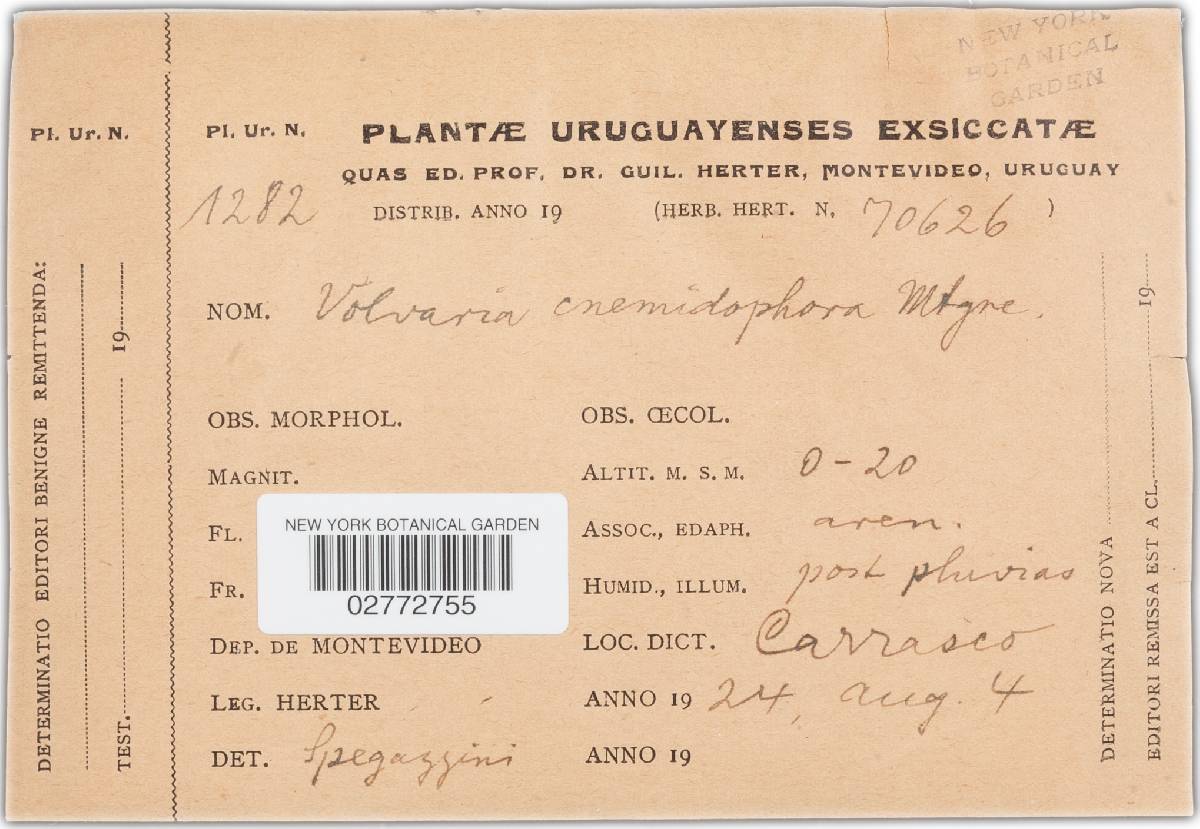 NEW YORK
BOTANICAL
GARDEN
Pl. Ur. N.
DETERMINATIO EDITORI BENIGNE REMITTENDA:
TEST. 19
Pl. Ur. N. PLANTÆ URUGUAYENSES EXSICCATÆ
QUAS ED. PROF. DR. GUIL. HERTER, MONTEVIDEO, URUGUAY
1282 DISTRIB. ANNO 19 (HERB. HERT. N. 70626 )
NOM. Volvaria cnemidophora Mtgne.
OBS. MORPHOL. OBS. ŒCOL.
MAGNIT. ALTIT. M. S. M. 0-20
FL. ASSOC., EDAPH. aren.
FR. HUMID., ILLUM. post pluvias
NEW YORK BOTANICAL GARDEN
02772755
DEP. DE MONTEVIDEO LOC. DICT. Carrasco
LEG. HERTER ANNO 19 24, aug. 4
DET. Spegazzini ANNO 19
DETERMINATIO NOVA
EDITORI REMISSA EST A CL. 19